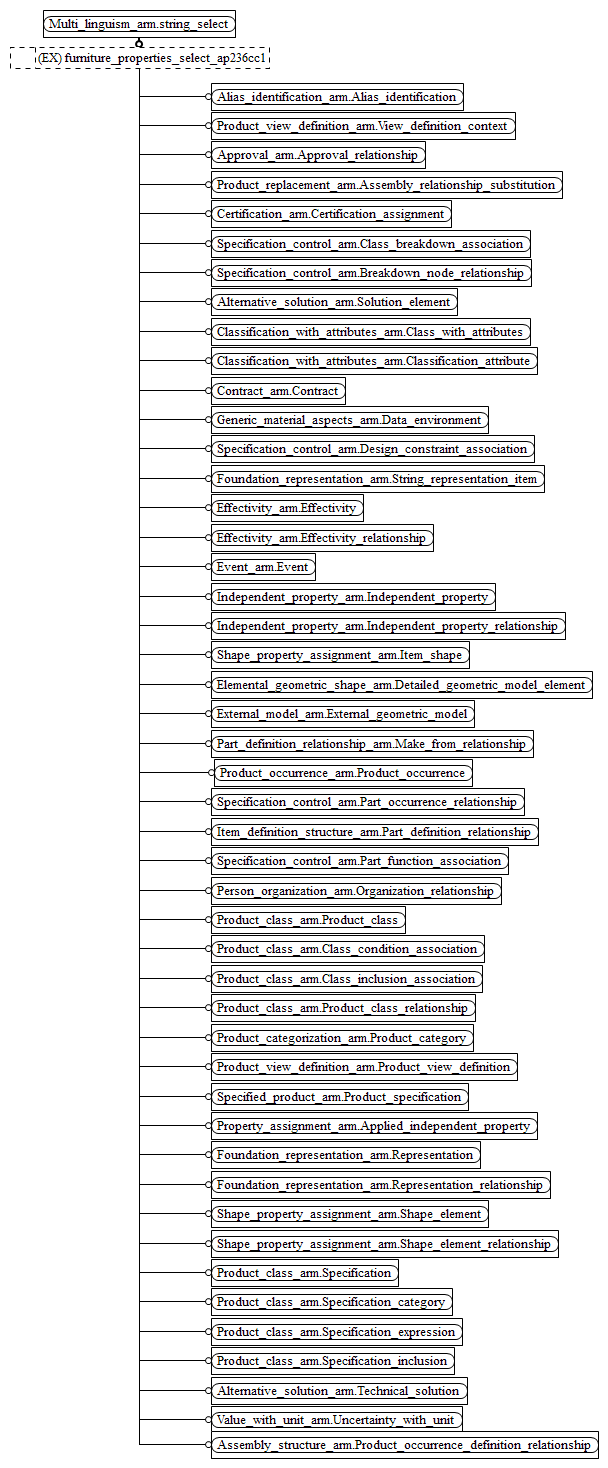 Multi_linguism_arm.string_select
(EX) furniture_properties_select_ap236cc1
Alias_identification_arm.Alias_identification
Product_view_definition_arm.View_definition_context
Approval_arm.Approval_relationship
Product_replacement_arm.Assembly_relationship_substitution
Certification_arm.Certification_assignment
Specification_control_arm.Class_breakdown_association
Specification_control_arm.Breakdown_node_relationship
Alternative_solution_arm.Solution_element
Classification_with_attributes_arm.Class_with_attributes
Classification_with_attributes_arm.Classification_attribute
Contract_arm.Contract
Generic_material_aspects_arm.Data_environment
Specification_control_arm.Design_constraint_association
Foundation_representation_arm.String_representation_item
Effectivity_arm.Effectivity
Effectivity_arm.Effectivity_relationship
Event_arm.Event
Independent_property_arm.Independent_property
Independent_property_arm.Independent_property_relationship
Shape_property_assignment_arm.Item_shape
Elemental_geometric_shape_arm.Detailed_geometric_model_element
External_model_arm.External_geometric_model
Part_definition_relationship_arm.Make_from_relationship
Product_occurrence_arm.Product_occurrence
Specification_control_arm.Part_occurrence_relationship
Item_definition_structure_arm.Part_definition_relationship
Specification_control_arm.Part_function_association
Person_organization_arm.Organization_relationship
Product_class_arm.Product_class
Product_class_arm.Class_condition_association
Product_class_arm.Class_inclusion_association
Product_class_arm.Product_class_relationship
Product_categorization_arm.Product_category
Product_view_definition_arm.Product_view_definition
Specified_product_arm.Product_specification
Property_assignment_arm.Applied_independent_property
Foundation_representation_arm.Representation
Foundation_representation_arm.Representation_relationship
Shape_property_assignment_arm.Shape_element
Shape_property_assignment_arm.Shape_element_relationship
Product_class_arm.Specification
Product_class_arm.Specification_category
Product_class_arm.Specification_expression
Product_class_arm.Specification_inclusion
Alternative_solution_arm.Technical_solution
Value_with_unit_arm.Uncertainty_with_unit
Assembly_structure_arm.Product_occurrence_definition_relationship